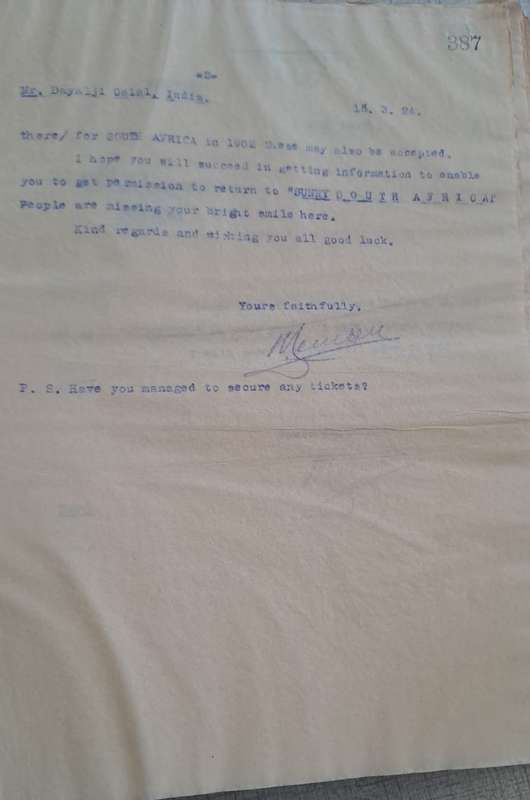 387
-2-
Mr. Dayalji Galal, India.
15. 3. 24.
there/ for SOUTH AFRICA in 1902 these may also be accepted.
I hope you will succeed in getting information to enable
you to get permission to return to "SUNNY S O U T H  A F R I C A"
People are missing your bright smile here.
Kind regards and wishing you all good luck.
Yours faithfully,
P. S. Have you managed to secure any tickets?